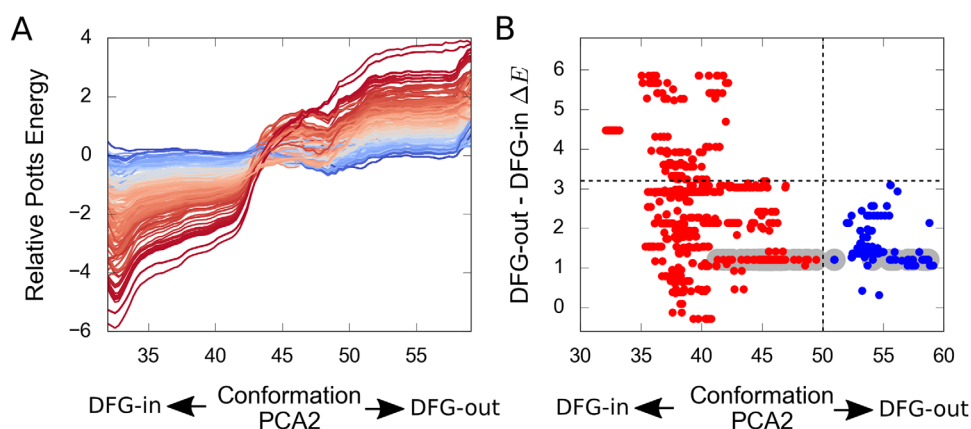 A
Relative Potts Energy
4
2
0
−2
−4
−6
35
40
45
50
55
DFG-in
Conformation
PCA2
DFG-out
B
DFG-out - DFG-in ΔE
6
5
4
3
2
1
0
30
35
40
45
50
55
60
DFG-in
Conformation
PCA2
DFG-out